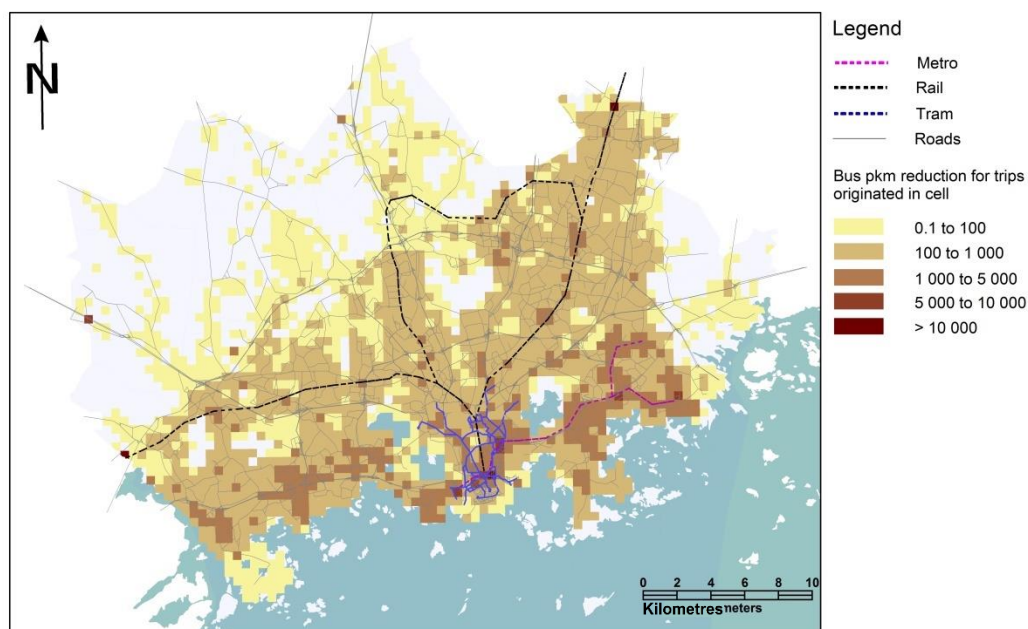 N
Legend
Metro
Rail
Tram
Roads
Bus pkm reduction for trips
originated in cell
0.1 to 100
100 to 1 000
1 000 to 5 000
5 000 to 10 000
> 10 000
0 2 4 6 8 10
Kilometres meters